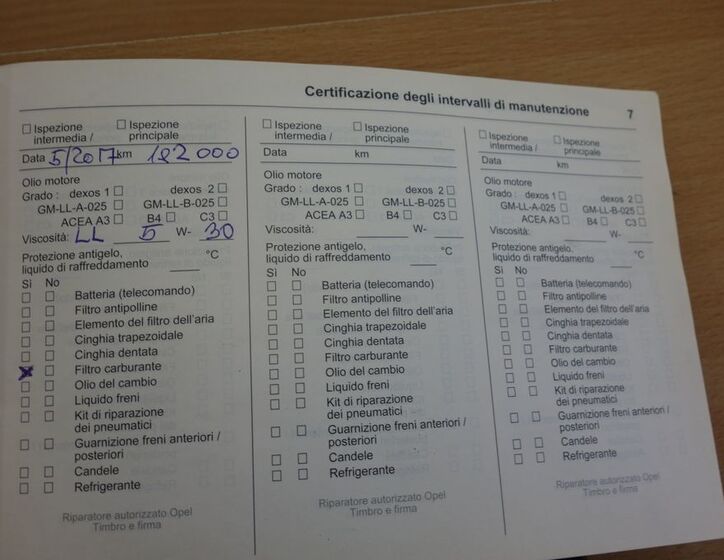 Certificazione degli intervalli di manutenzione 7
Ispezione intermedia / Ispezione principale
Data 5/2017 km 122000
Olio motore
Grado : dexos 1 dexos 2
GM-LL-A-025 GM-LL-B-025
ACEA A3 B4 C3
Viscosità: LL 5 W- 30
Protezione antigelo,
liquido di raffreddamento °C
Sì No
Batteria (telecomando)
Filtro antipolline
Elemento del filtro dell'aria
Cinghia trapezoidale
Cinghia dentata
Filtro carburante
Olio del cambio
Liquido freni
Kit di riparazione
dei pneumatici
Guarnizione freni anteriori /
posteriori
Candele
Refrigerante
Riparatore autorizzato Opel
Timbro e firma
Ispezione intermedia / Ispezione principale
Data km
Olio motore
Grado : dexos 1 dexos 2
GM-LL-A-025 GM-LL-B-025
ACEA A3 B4 C3
Viscosità: W-
Protezione antigelo,
liquido di raffreddamento °C
Sì No
Batteria (telecomando)
Filtro antipolline
Elemento del filtro dell'aria
Cinghia trapezoidale
Cinghia dentata
Filtro carburante
Olio del cambio
Liquido freni
Kit di riparazione
dei pneumatici
Guarnizione freni anteriori /
posteriori
Candele
Refrigerante
Riparatore autorizzato Opel
Timbro e firma
Ispezione intermedia / Ispezione principale
Data km
Olio motore
Grado : dexos 1 dexos 2
GM-LL-A-025 GM-LL-B-025
ACEA A3 B4 C3
Viscosità: W-
Protezione antigelo,
liquido di raffreddamento °C
Sì No
Batteria (telecomando)
Filtro antipolline
Elemento del filtro dell'aria
Cinghia trapezoidale
Cinghia dentata
Filtro carburante
Olio del cambio
Liquido freni
Kit di riparazione
dei pneumatici
Guarnizione freni anteriori /
posteriori
Candele
Refrigerante
Riparatore autorizzato Opel
Timbro e firma